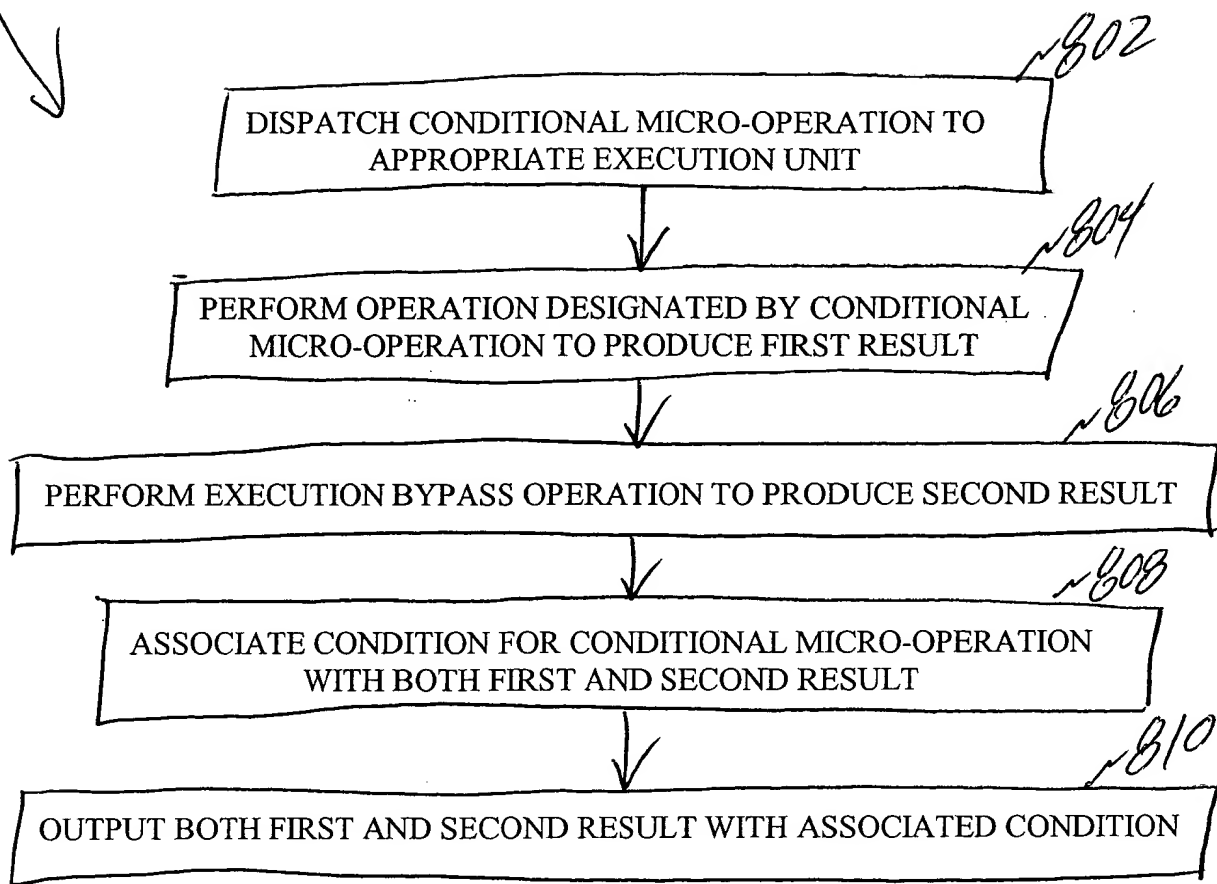 802
DISPATCH CONDITIONAL MICRO-OPERATION TO
APPROPRIATE EXECUTION UNIT
804
PERFORM OPERATION DESIGNATED BY CONDITIONAL
MICRO-OPERATION TO PRODUCE FIRST RESULT
806
PERFORM EXECUTION BYPASS OPERATION TO PRODUCE SECOND RESULT
808
ASSOCIATE CONDITION FOR CONDITIONAL MICRO-OPERATION
WITH BOTH FIRST AND SECOND RESULT
810
OUTPUT BOTH FIRST AND SECOND RESULT WITH ASSOCIATED CONDITION